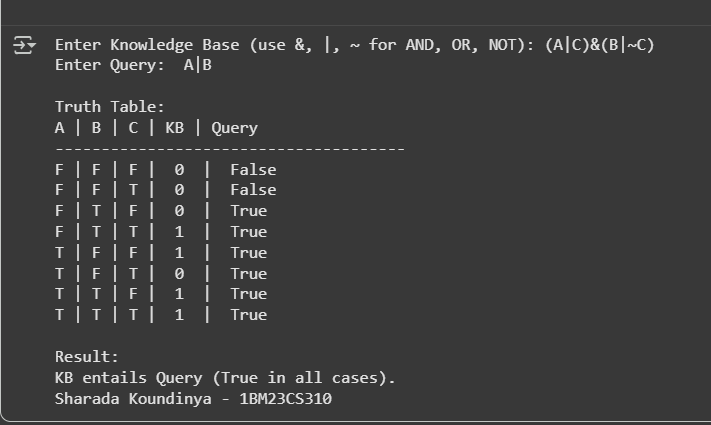 Enter Knowledge Base (use &, |, ~ for AND, OR, NOT): (A|C)&(B|~C)
Enter Query:  A|B
Truth Table:
A | B | C | KB | Query
--------------------------------------
F | F | F |  0  |  False
F | F | T |  0  |  False
F | T | F |  0  |  True
F | T | T |  1  |  True
T | F | F |  1  |  True
T | F | T |  0  |  True
T | T | F |  1  |  True
T | T | T |  1  |  True
Result:
KB entails Query (True in all cases).
Sharada Koundinya - 1BM23CS310